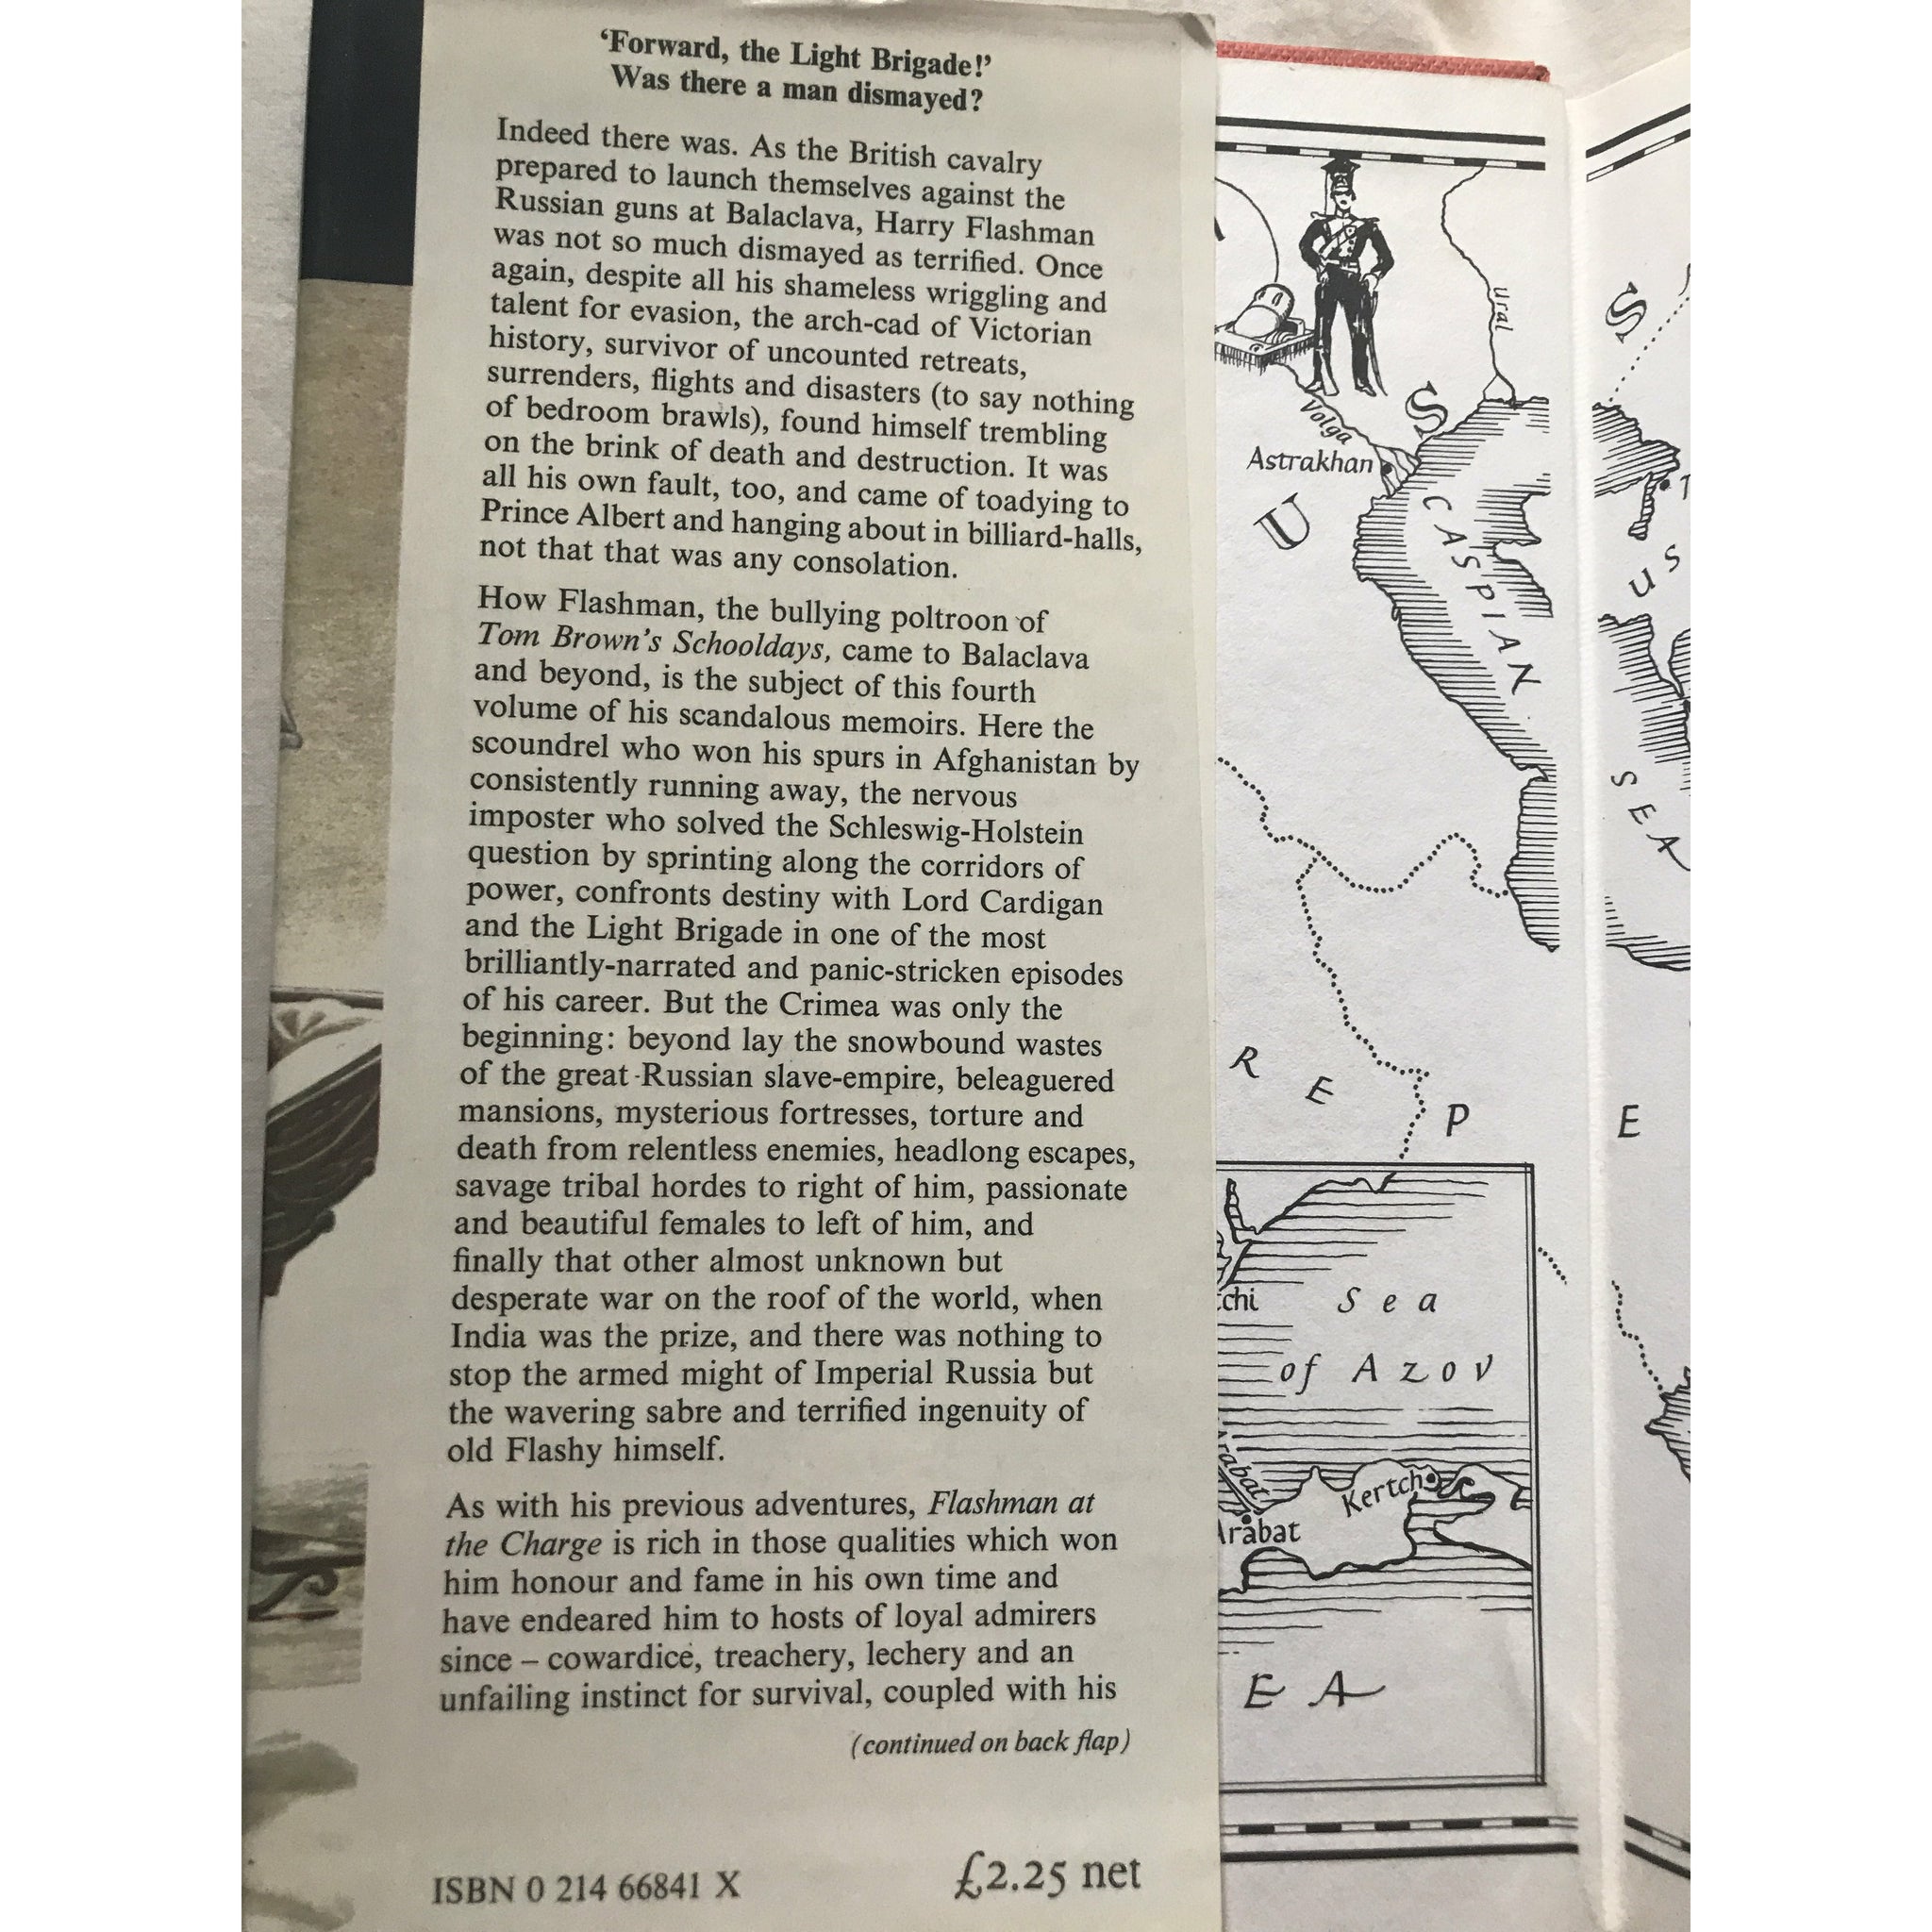 ‘Forward, the Light Brigade!’
Was there a man dismayed?
Indeed there was. As the British cavalry
prepared to launch themselves against the
Russian guns at Balaclava, Harry Flashman
was not so much dismayed as terrified. Once
again, despite all his shameless wriggling and
talent for evasion, the arch-cad of Victorian
history, survivor of uncounted retreats,
surrenders, flights and disasters (to say nothing
of bedroom brawls), found himself trembling
on the brink of death and destruction. It was
all his own fault, too, and came of toadying to
Prince Albert and hanging about in billiard-halls,
not that that was any consolation.
How Flashman, the bullying poltroon of
Tom Brown's Schooldays, came to Balaclava
and beyond, is the subject of this fourth
volume of his scandalous memoirs. Here the
scoundrel who won his spurs in Afghanistan by
consistently running away, the nervous
imposter who solved the Schleswig-Holstein
question by sprinting along the corridors of
power, confronts destiny with Lord Cardigan
and the Light Brigade in one of the most
brilliantly-narrated and panic-stricken episodes
of his career. But the Crimea was only the
beginning: beyond lay the snowbound wastes
of the great Russian slave-empire, beleaguered
mansions, mysterious fortresses, torture and
death from relentless enemies, headlong escapes,
savage tribal hordes to right of him, passionate
and beautiful females to left of him, and
finally that other almost unknown but
desperate war on the roof of the world, when
India was the prize, and there was nothing to
stop the armed might of Imperial Russia but
the wavering sabre and terrified ingenuity of
old Flashy himself.
As with his previous adventures, Flashman at
the Charge is rich in those qualities which won
him honour and fame in his own time and
have endeared him to hosts of loyal admirers
since – cowardice, treachery, lechery and an
unfailing instinct for survival, coupled with his
(continued on back flap)
ISBN 0 214 66841 X
£2.25 net
Ural
Volga
S
Astrakhan
U
CASPIAN
R E P
chi
Sea
of Azov
Arabat
Kertch
Arabat
E A
S
U S
SEA
E